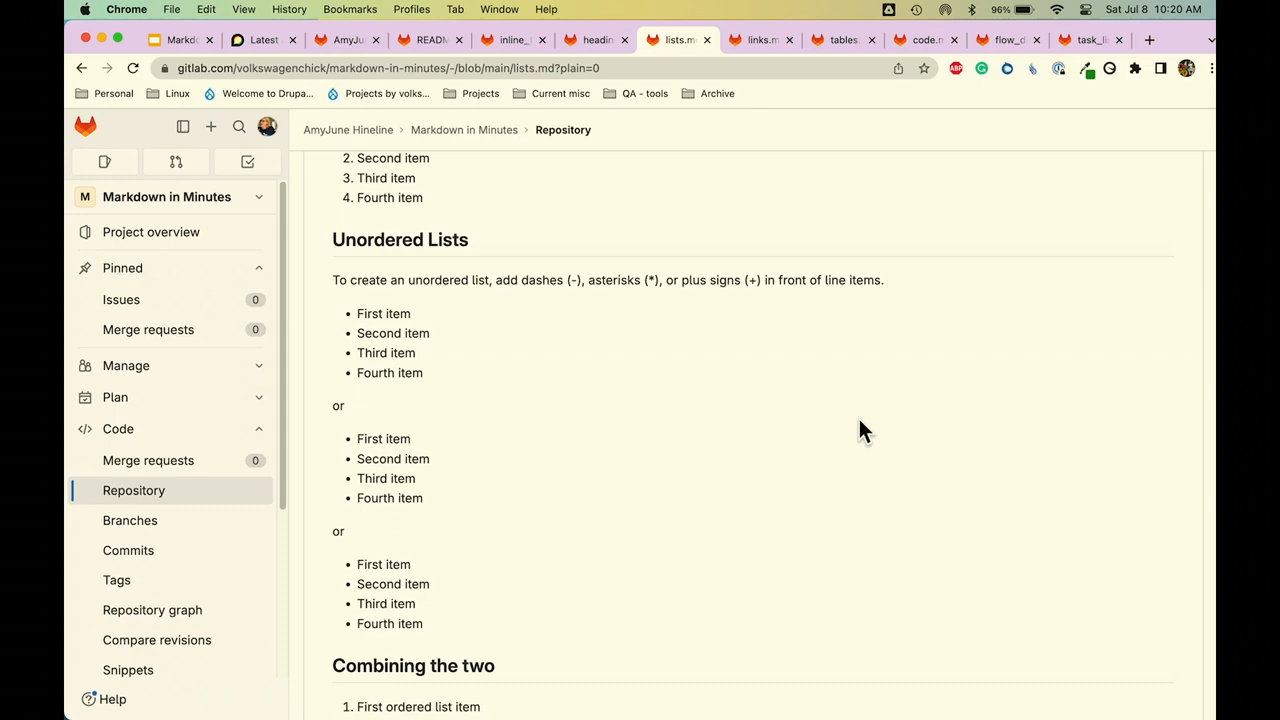 Chrome File Edit View History Bookmarks Profiles Tab Window Help 96% Sat Jul 8 10:20 AM
Markdo Latest AmyJu READM inline_ headin lists.m links.m tables. code.m flow_d task_li
gitlab.com/volkswagenchick/markdown-in-minutes/-/blob/main/lists.md?plain=0
Personal Linux Welcome to Drupa... Projects by volks... Projects Current misc QA - tools Archive
AmyJune Hineline › Markdown in Minutes › Repository
M Markdown in Minutes
Project overview
Pinned
Issues 0
Merge requests 0
Manage
Plan
Code
Merge requests 0
Repository
Branches
Commits
Tags
Repository graph
Compare revisions
Snippets
Help
2. Second item
3. Third item
4. Fourth item
Unordered Lists
To create an unordered list, add dashes (-), asterisks (*), or plus signs (+) in front of line items.
• First item
• Second item
• Third item
• Fourth item
or
• First item
• Second item
• Third item
• Fourth item
or
• First item
• Second item
• Third item
• Fourth item
Combining the two
1. First ordered list item